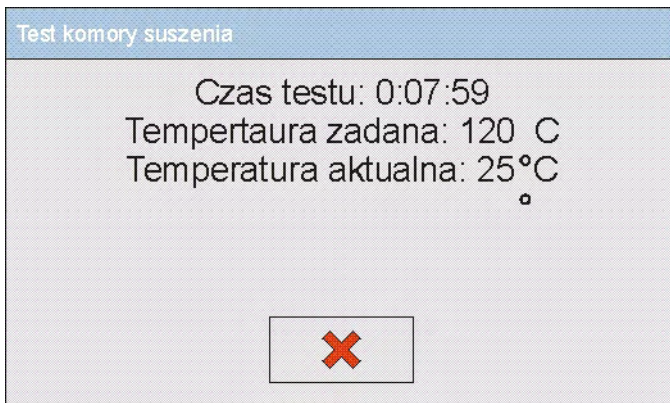 Test komory suszenia
Czas testu: 0:07:59
Tempertaura zadana: 120 C
Temperatura aktualna: 25°C
°